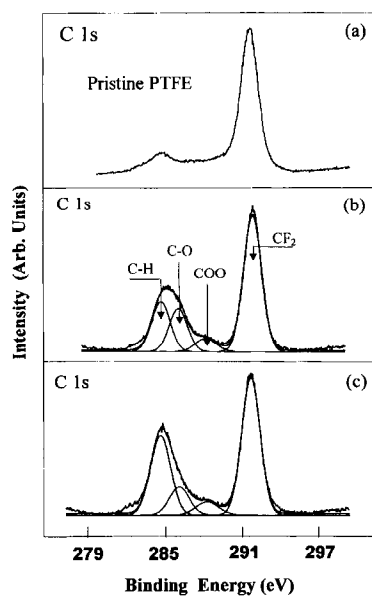 C 1s (a)
Pristine PTFE
C 1s (b)
CF2
C-O
C-H COO
C 1s (c)
Intensity (Arb. Units)
279 285 291 297
Binding Energy (eV)